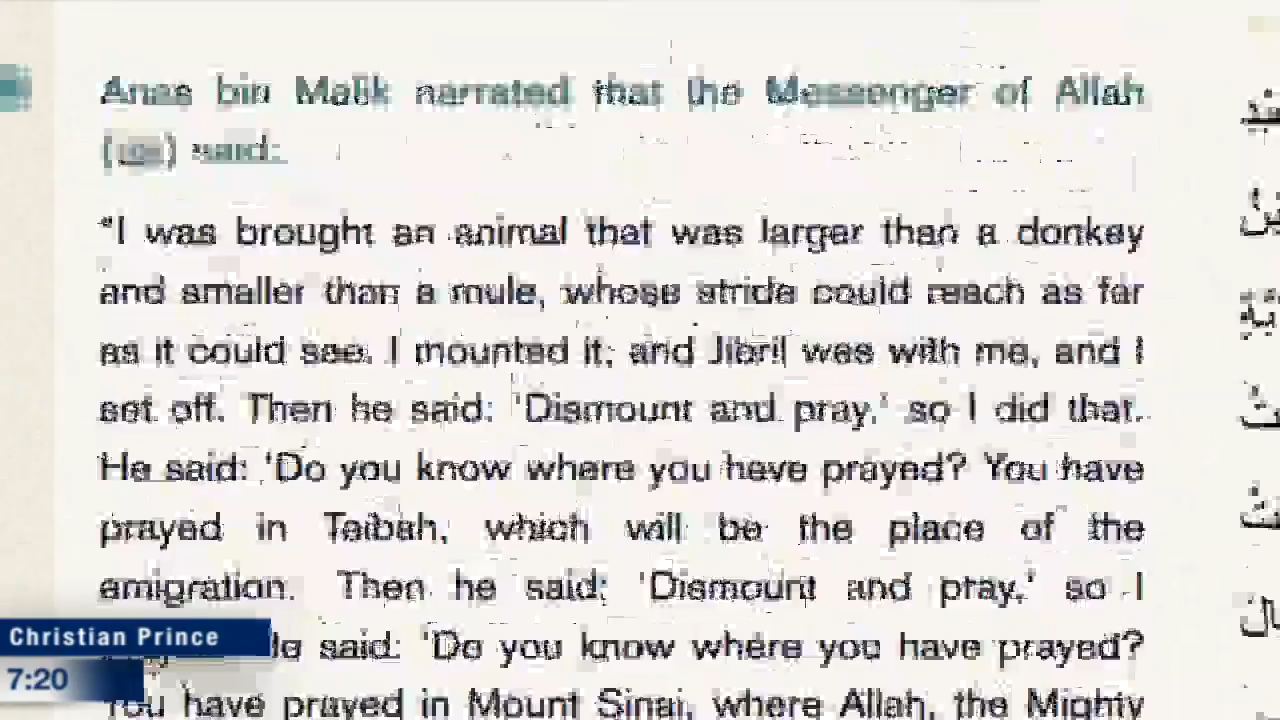 Anas bin Malik narrated that the Messenger of Allah
said:
"I was brought an animal that was larger than a donkey
and smaller than a mule, whose stride could reach as far
as it could see. I mounted it, and Jibril was with me, and I
set off. Then he said: 'Dismount and pray,' so I did that.
He said: 'Do you know where you have prayed? You have
prayed in Taibah, which will be the place of the
emigration. Then he said: 'Dismount and pray,' so I
said: 'Do you know where you have prayed?
You have prayed in Mount Sinai, where Allah, the Mighty
Christian Prince
7:20